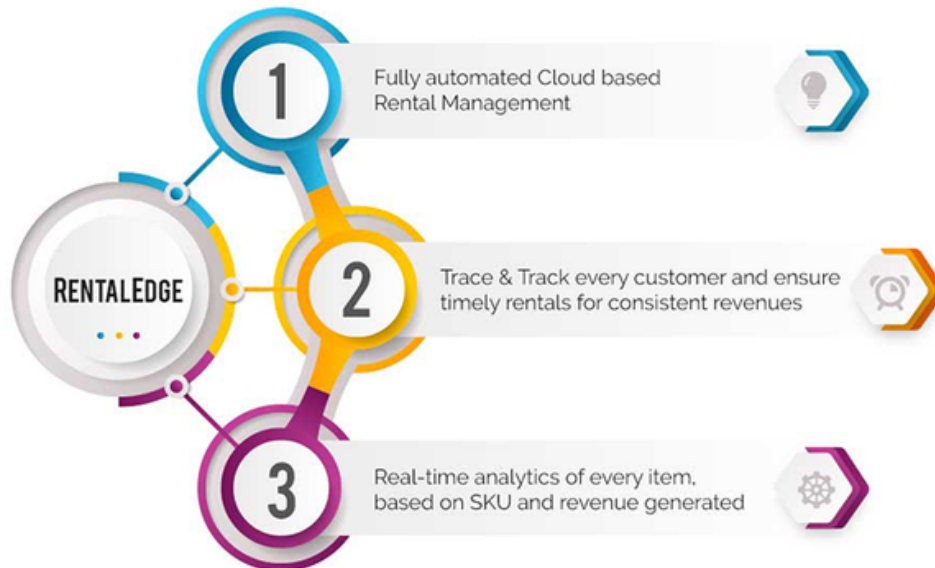 1
Fully automated Cloud based
Rental Management
RENTALEDGE
2
Trace & Track every customer and ensure
timely rentals for consistent revenues
3
Real-time analytics of every item,
based on SKU and revenue generated